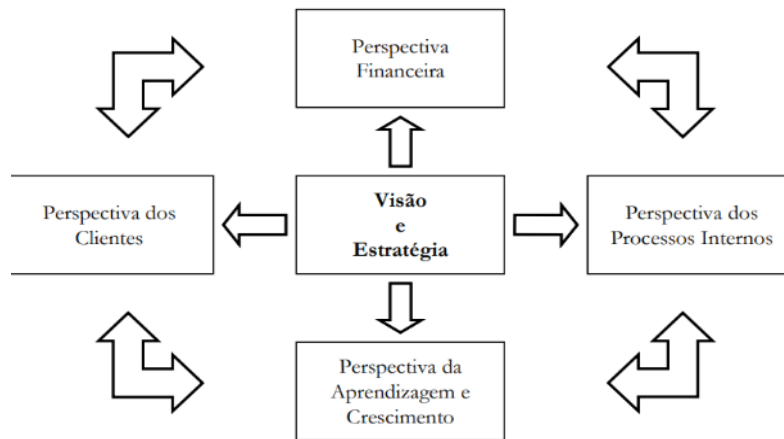 Perspectiva
Financeira
Perspectiva dos
Clientes
Visão
e
Estratégia
Perspectiva dos
Processos Internos
Perspectiva da
Aprendizagem e
Crescimento